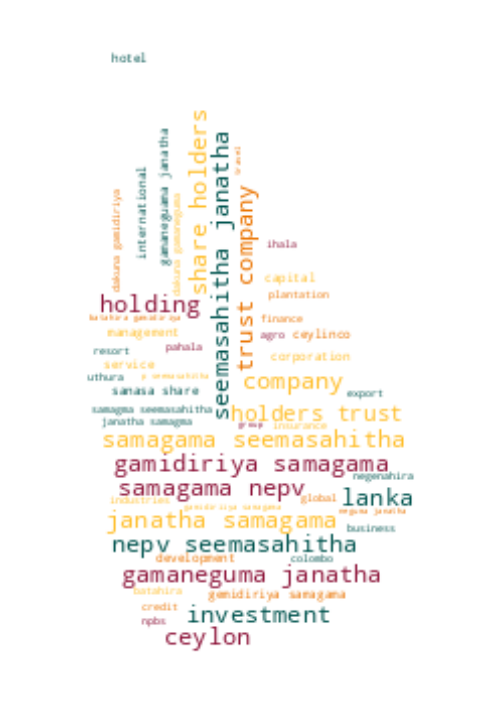 hotel
share holders
gamaneguma janatha
seemasahitha janatha
travel
international
trust company
dakuna gamidiriya
dakuna gamaneguma
ihala
capital
plantation
holding
batahira gamidiriya
finance
management
agro
ceylinco
resort
pahala
corporation
service
uthura
y seemasahitha
company
sanasa share
export
samagma seemasahitha
holders trust
janatha samagma
group
insurance
samagama seemasahitha
gamidiriya samagama
negenahira
samagama nepv
industries
global
lanka
gamidiriya samagama
neguma janatha
janatha samagama
business
nepv seemasahitha
development
colombo
gamaneguma janatha
batahira
gemidiriya samagama
credit
investment
npbs
ceylon